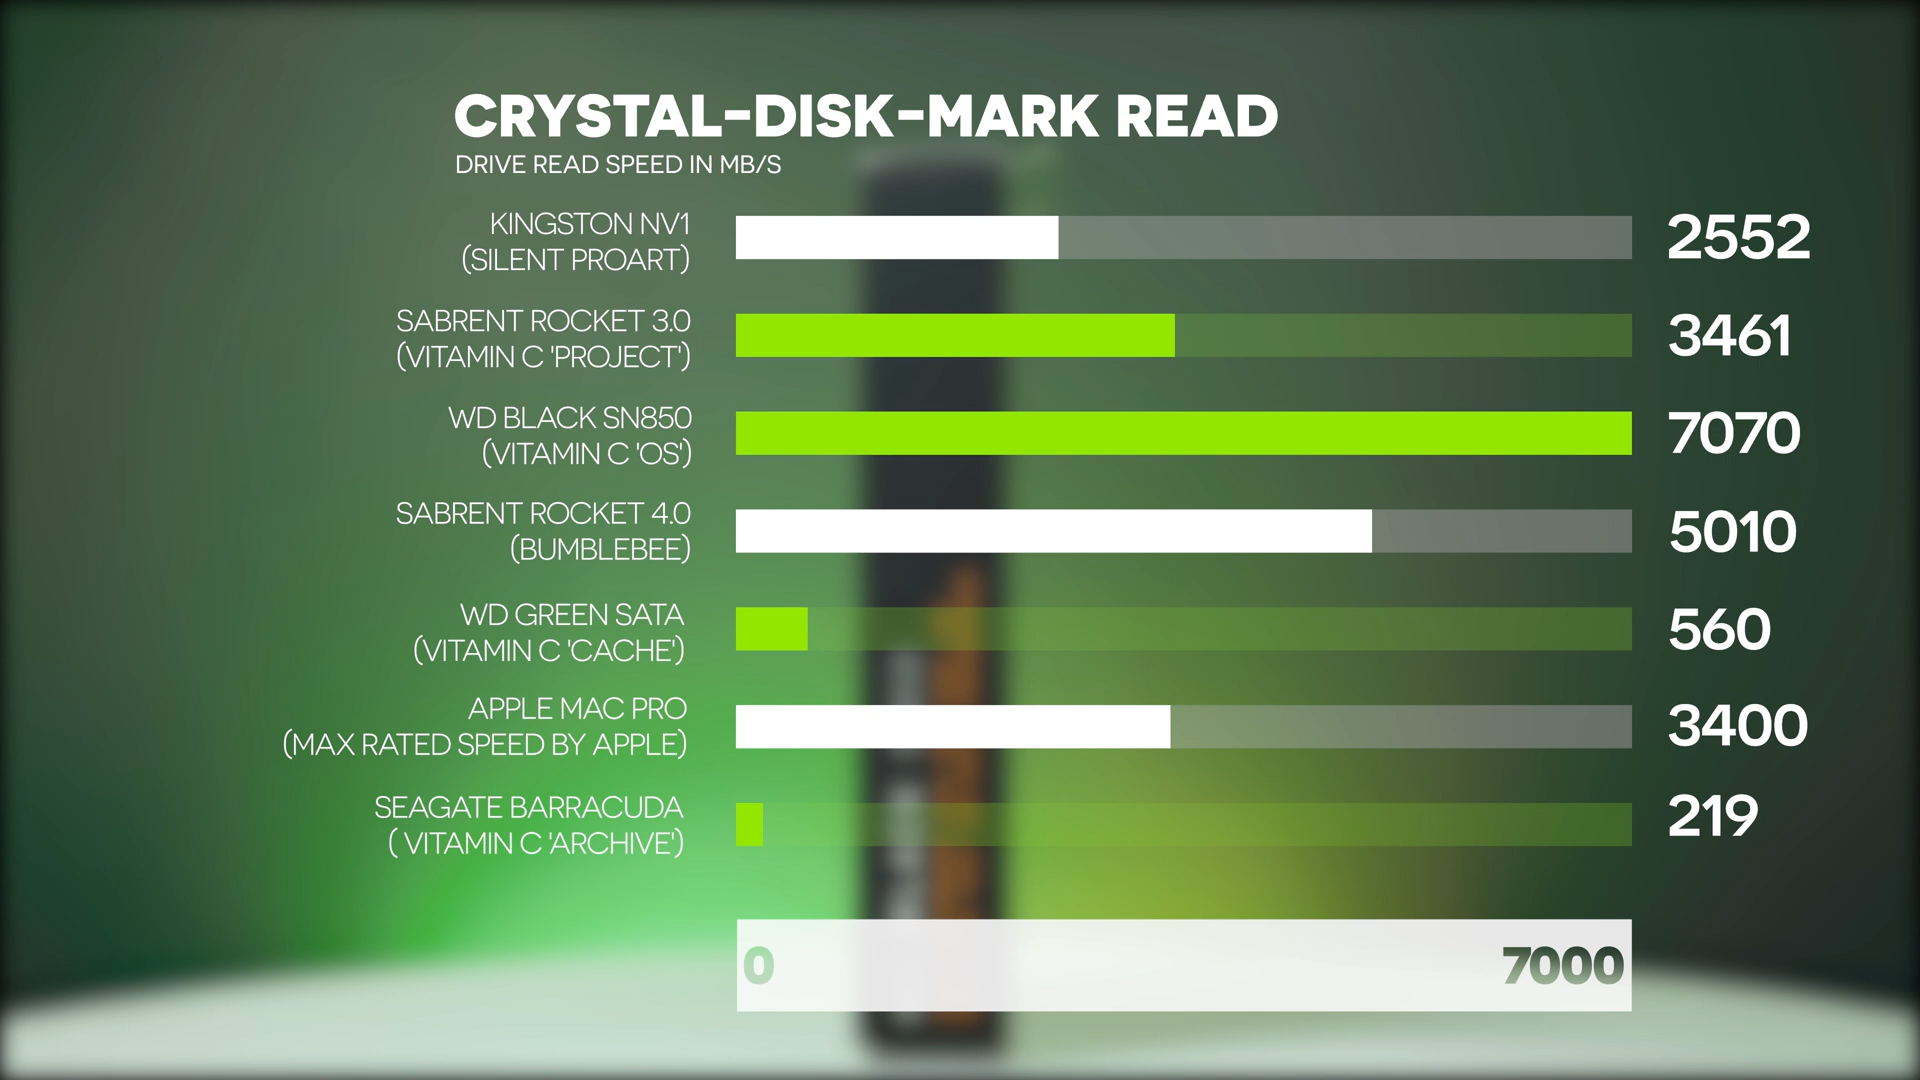 CRYSTAL-DISK-MARK READ
DRIVE READ SPEED IN MB/S
KINGSTON NV1
(SILENT PROART)
2552
SABRENT ROCKET 3.0
(VITAMIN C 'PROJECT')
3461
WD BLACK SN850
(VITAMIN C 'OS')
7070
SABRENT ROCKET 4.0
(BUMBLEBEE)
5010
WD GREEN SATA
(VITAMIN C 'CACHE')
560
APPLE MAC PRO
(MAX RATED SPEED BY APPLE)
3400
SEAGATE BARRACUDA
( VITAMIN C 'ARCHIVE')
219
0 7000